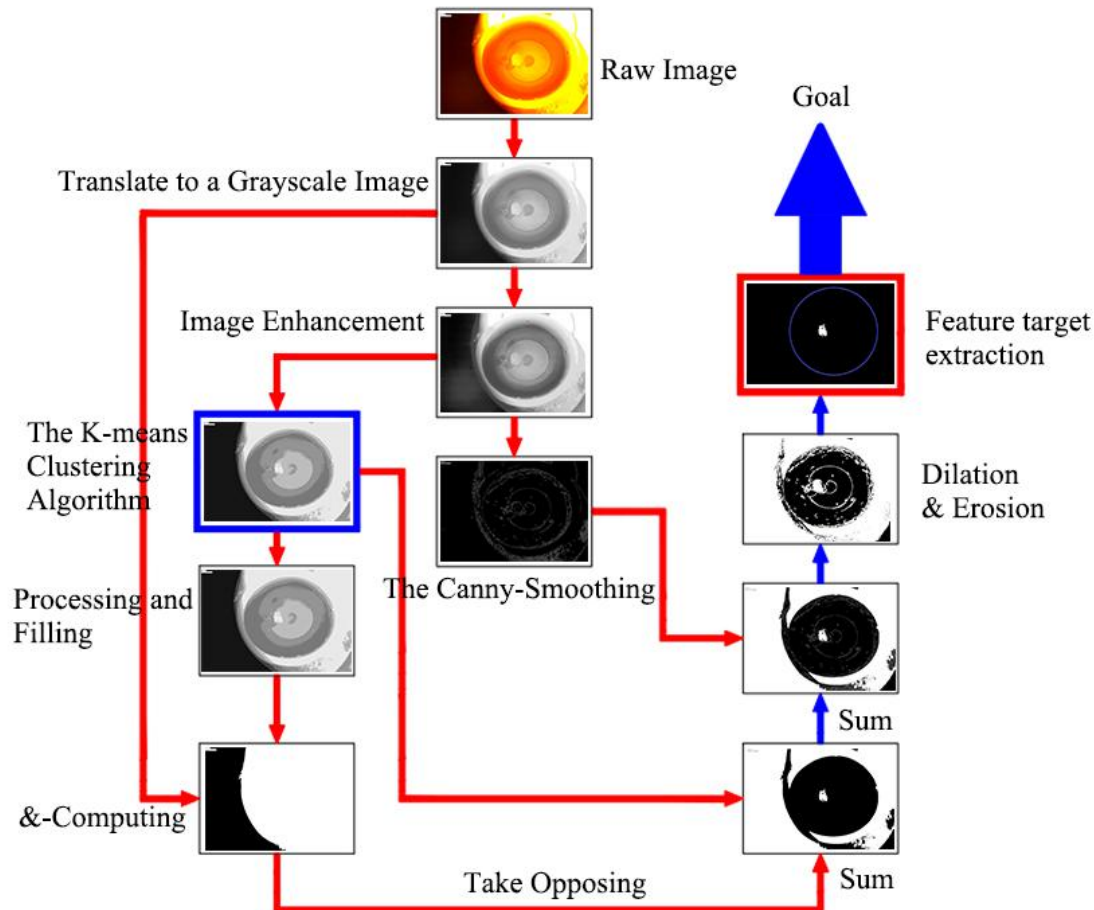 Raw Image
Goal
Translate to a Grayscale Image
Image Enhancement
Feature target
extraction
The K-means
Clustering
Algorithm
Dilation
& Erosion
The Canny-Smoothing
Processing and
Filling
Sum
&-Computing
Take Opposing
Sum